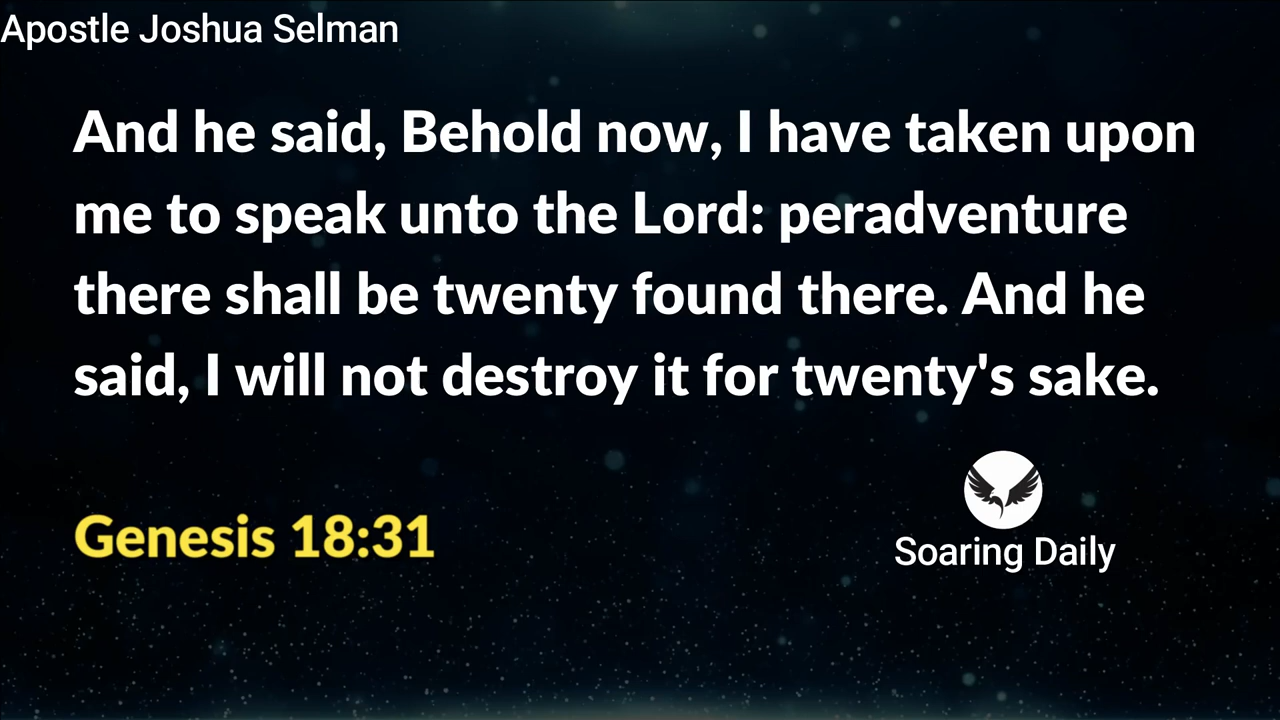 Apostle Joshua Selman
And he said, Behold now, I have taken upon
me to speak unto the Lord: peradventure
there shall be twenty found there. And he
said, I will not destroy it for twenty's sake.
Genesis 18:31
Soaring Daily